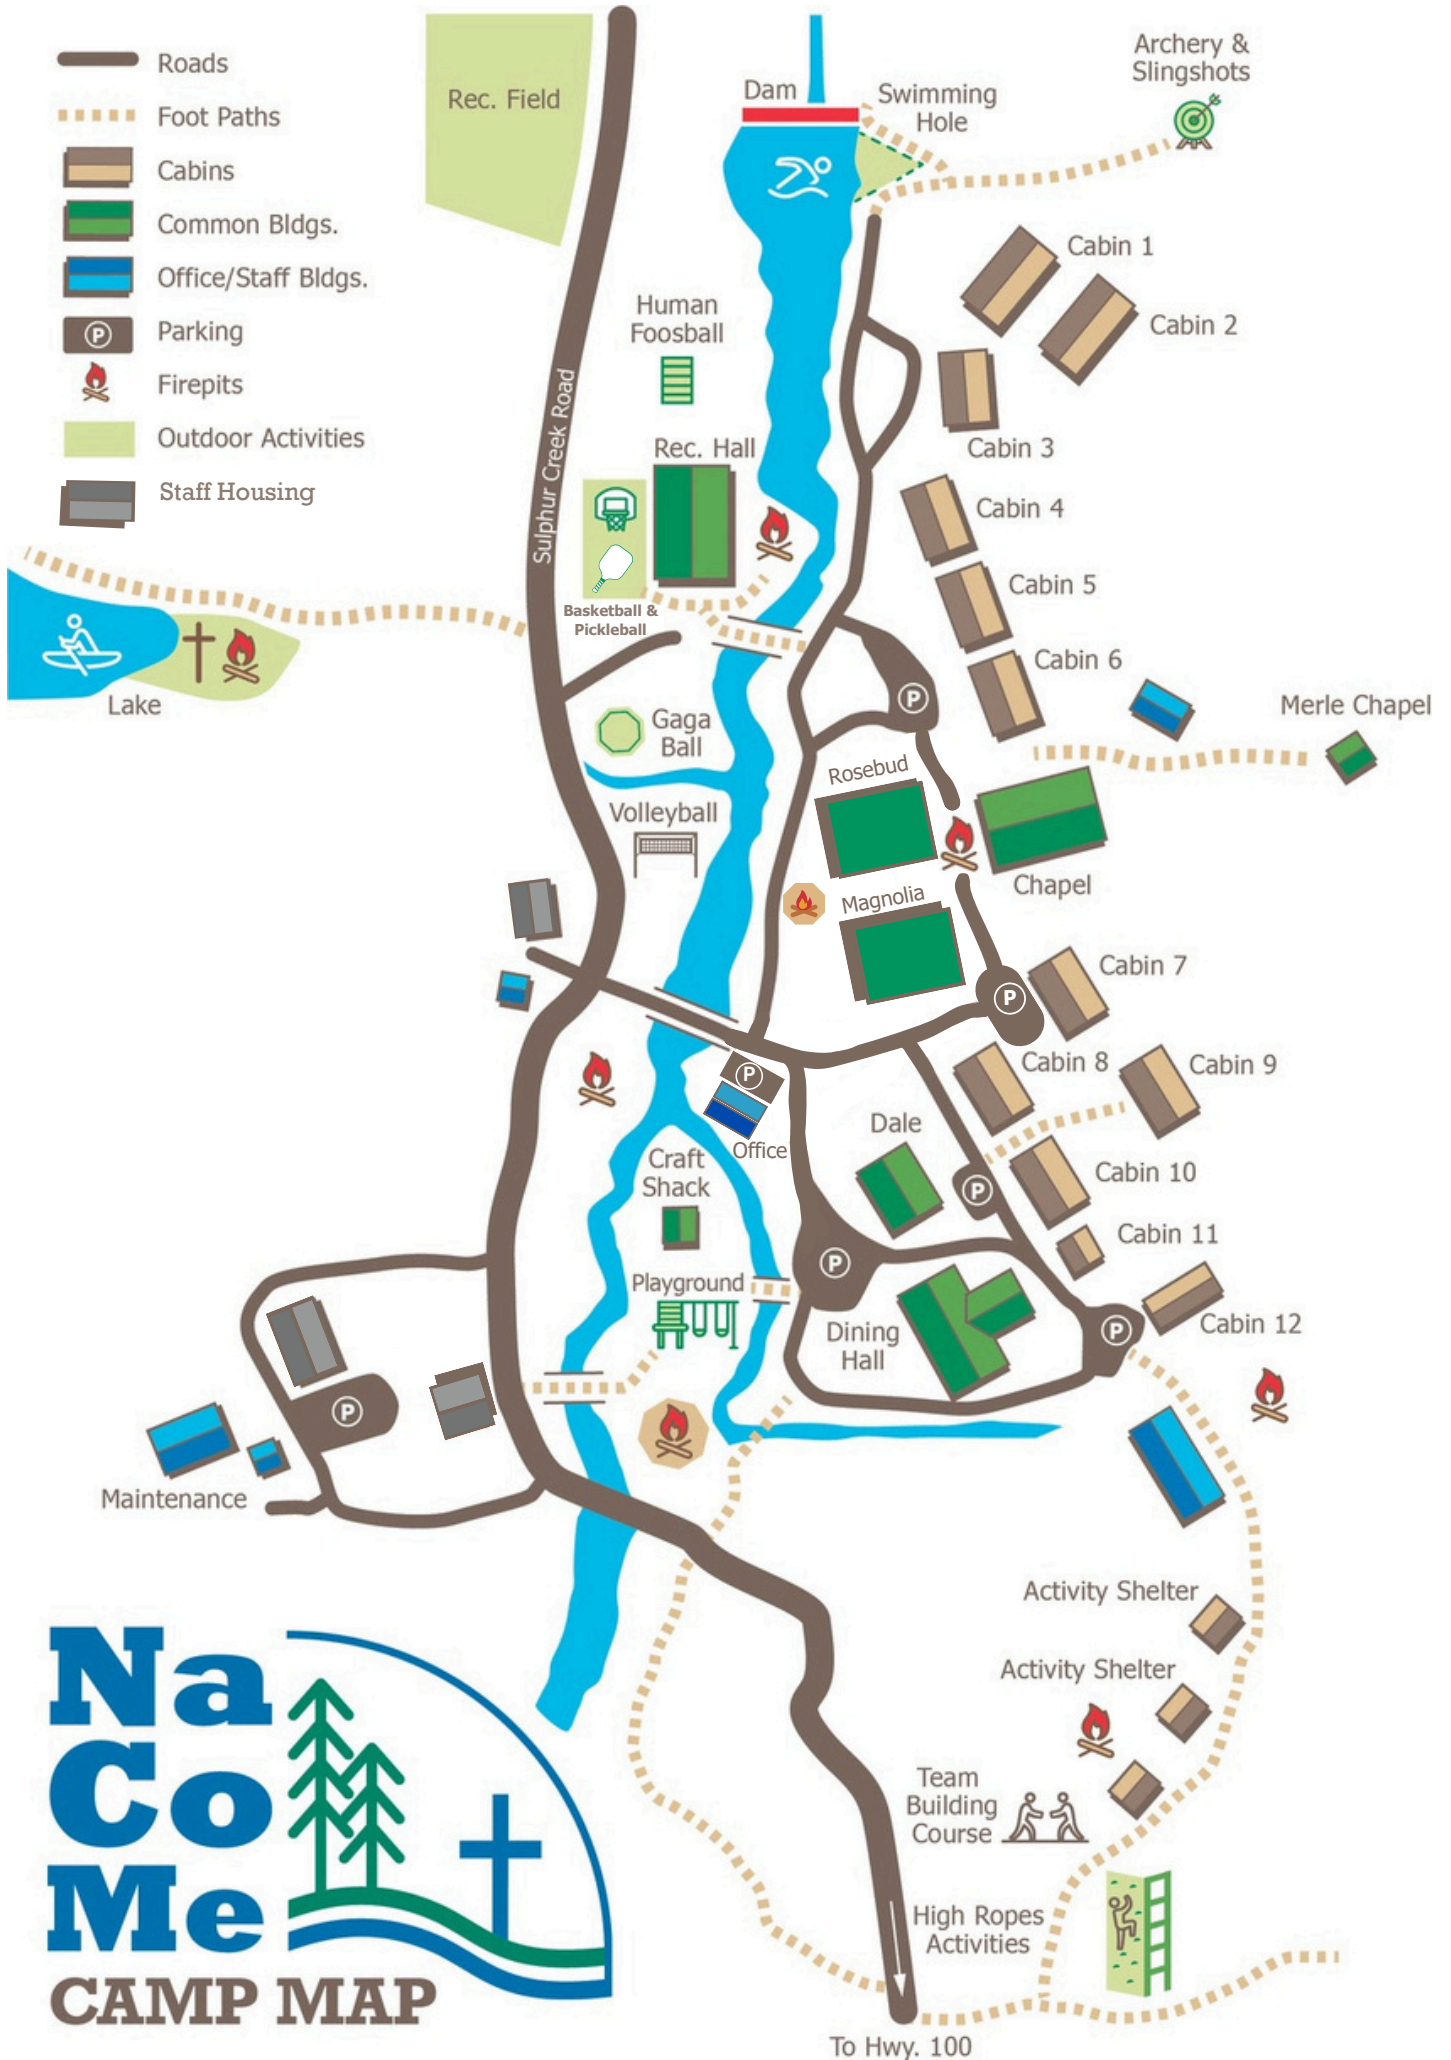 Roads
Foot Paths
Cabins
Common Bldgs.
Office/Staff Bldgs.
P
Parking
Firepits
Outdoor Activities
Staff Housing
Rec. Field
Sulphur Creek Road
Dam
Swimming
Hole
Archery &
Slingshots
Cabin 1
Cabin 2
Cabin 3
Human
Foosball
Rec. Hall
Cabin 4
Cabin 5
Cabin 6
Basketball &
Pickleball
Lake
P
Merle Chapel
Gaga
Ball
Rosebud
Volleyball
Chapel
Magnolia
Cabin 7
P
Cabin 8
Cabin 9
P
Office
Dale
Craft
Shack
P
Cabin 10
Cabin 11
P
Playground
Dining
Hall
P
Cabin 12
P
Maintenance
Activity Shelter
Activity Shelter
Team
Building
Course
High Ropes
Activities
To Hwy. 100
Na
Co
Me
CAMP MAP